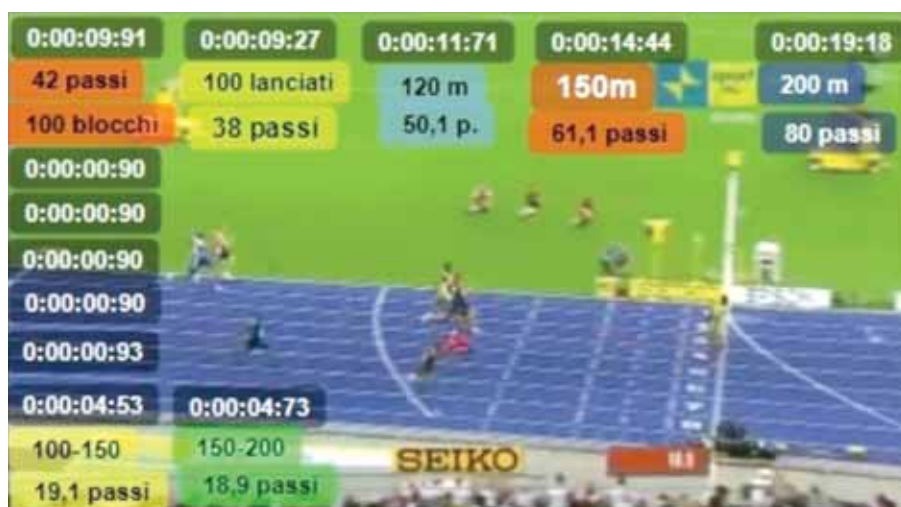 0:00:09:91
0:00:09:27
0:00:11:71
0:00:14:44
0:00:19:18
42 passi
100 lanciati
120 m
150m
200 m
100 blocchi
38 passi
50,1 p.
61,1 passi
80 passi
0:00:00:90
0:00:00:90
0:00:00:90
0:00:00:90
0:00:00:93
0:00:04:53
0:00:04:73
100-150
150-200
SEIKO
19,1 passi
18,9 passi